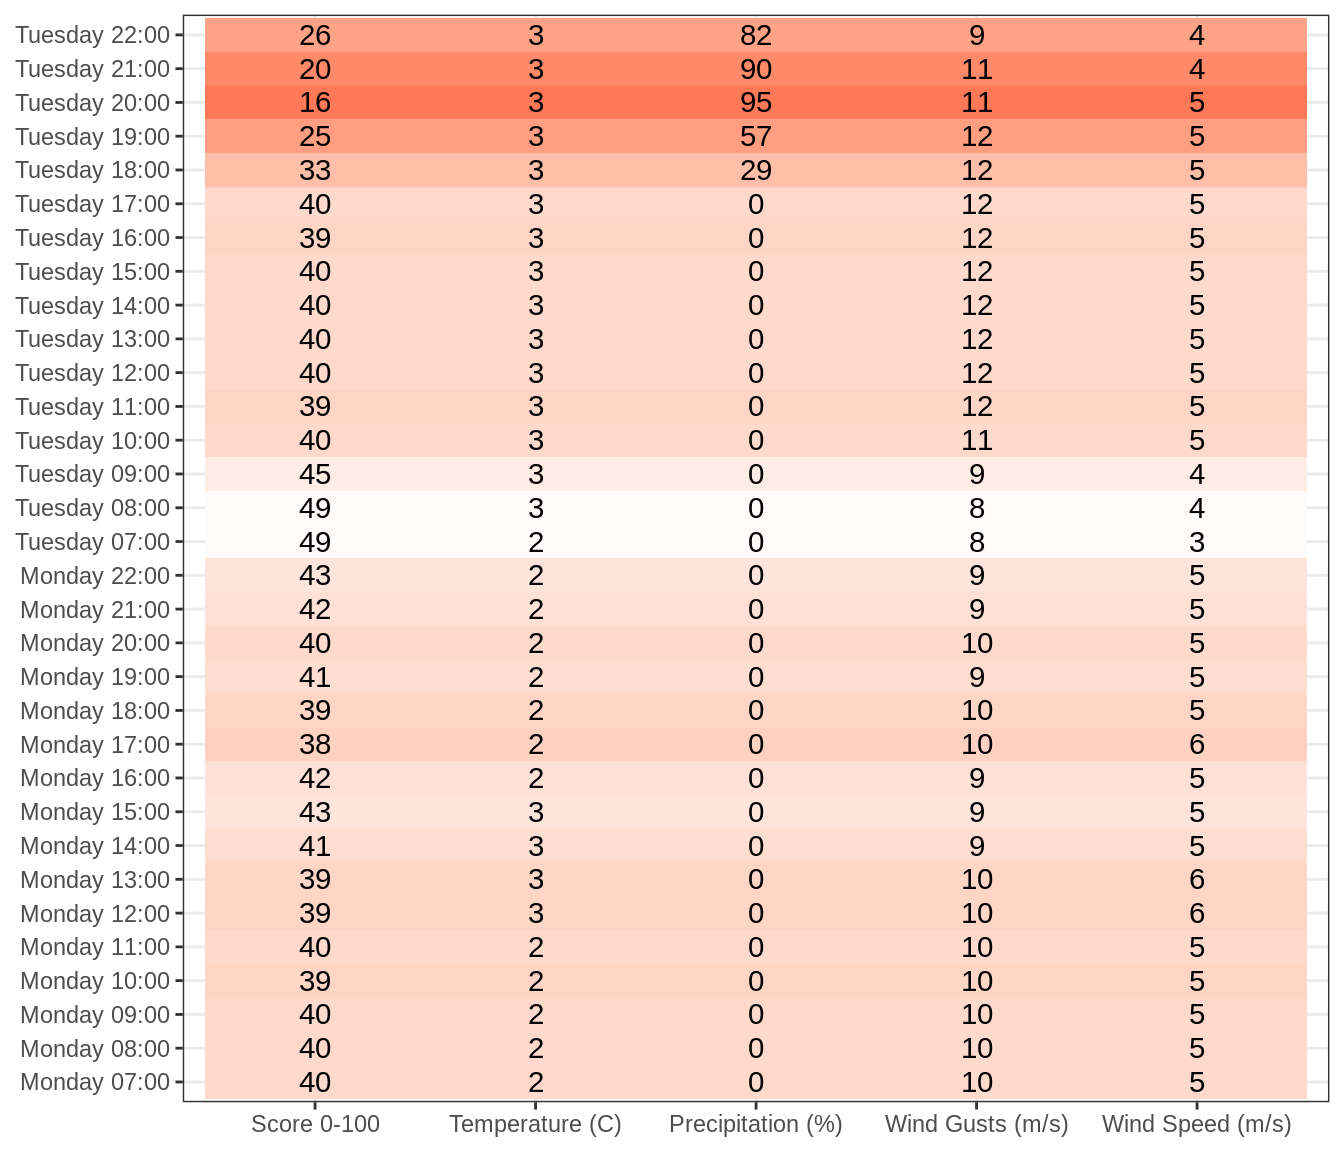 Tuesday 22:00 26 3 82 9 4
Tuesday 21:00 20 3 90 11 4
Tuesday 20:00 16 3 95 11 5
Tuesday 19:00 25 3 57 12 5
Tuesday 18:00 33 3 29 12 5
Tuesday 17:00 40 3 0 12 5
Tuesday 16:00 39 3 0 12 5
Tuesday 15:00 40 3 0 12 5
Tuesday 14:00 40 3 0 12 5
Tuesday 13:00 40 3 0 12 5
Tuesday 12:00 40 3 0 12 5
Tuesday 11:00 39 3 0 12 5
Tuesday 10:00 40 3 0 11 5
Tuesday 09:00 45 3 0 9 4
Tuesday 08:00 49 3 0 8 4
Tuesday 07:00 49 2 0 8 3
Monday 22:00 43 2 0 9 5
Monday 21:00 42 2 0 9 5
Monday 20:00 40 2 0 10 5
Monday 19:00 41 2 0 9 5
Monday 18:00 39 2 0 10 5
Monday 17:00 38 2 0 10 6
Monday 16:00 42 2 0 9 5
Monday 15:00 43 3 0 9 5
Monday 14:00 41 3 0 9 5
Monday 13:00 39 3 0 10 6
Monday 12:00 39 3 0 10 6
Monday 11:00 40 2 0 10 5
Monday 10:00 39 2 0 10 5
Monday 09:00 40 2 0 10 5
Monday 08:00 40 2 0 10 5
Monday 07:00 40 2 0 10 5
Score 0-100 Temperature (C) Precipitation (%) Wind Gusts (m/s) Wind Speed (m/s)